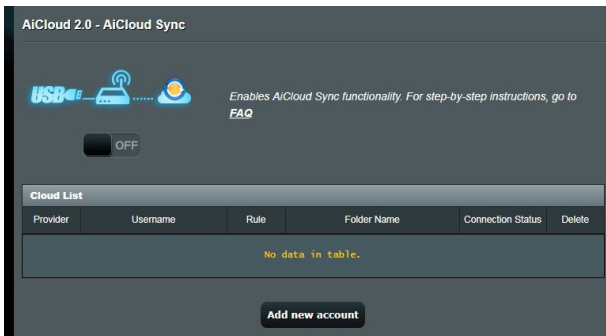 AiCloud 2.0 - AiCloud Sync
USB
Enables AiCloud Sync functionality. For step-by-step instructions, go to
FAQ
OFF
Cloud List
Provider Username Rule Folder Name Connection Status Delete
No data in table.
Add new account